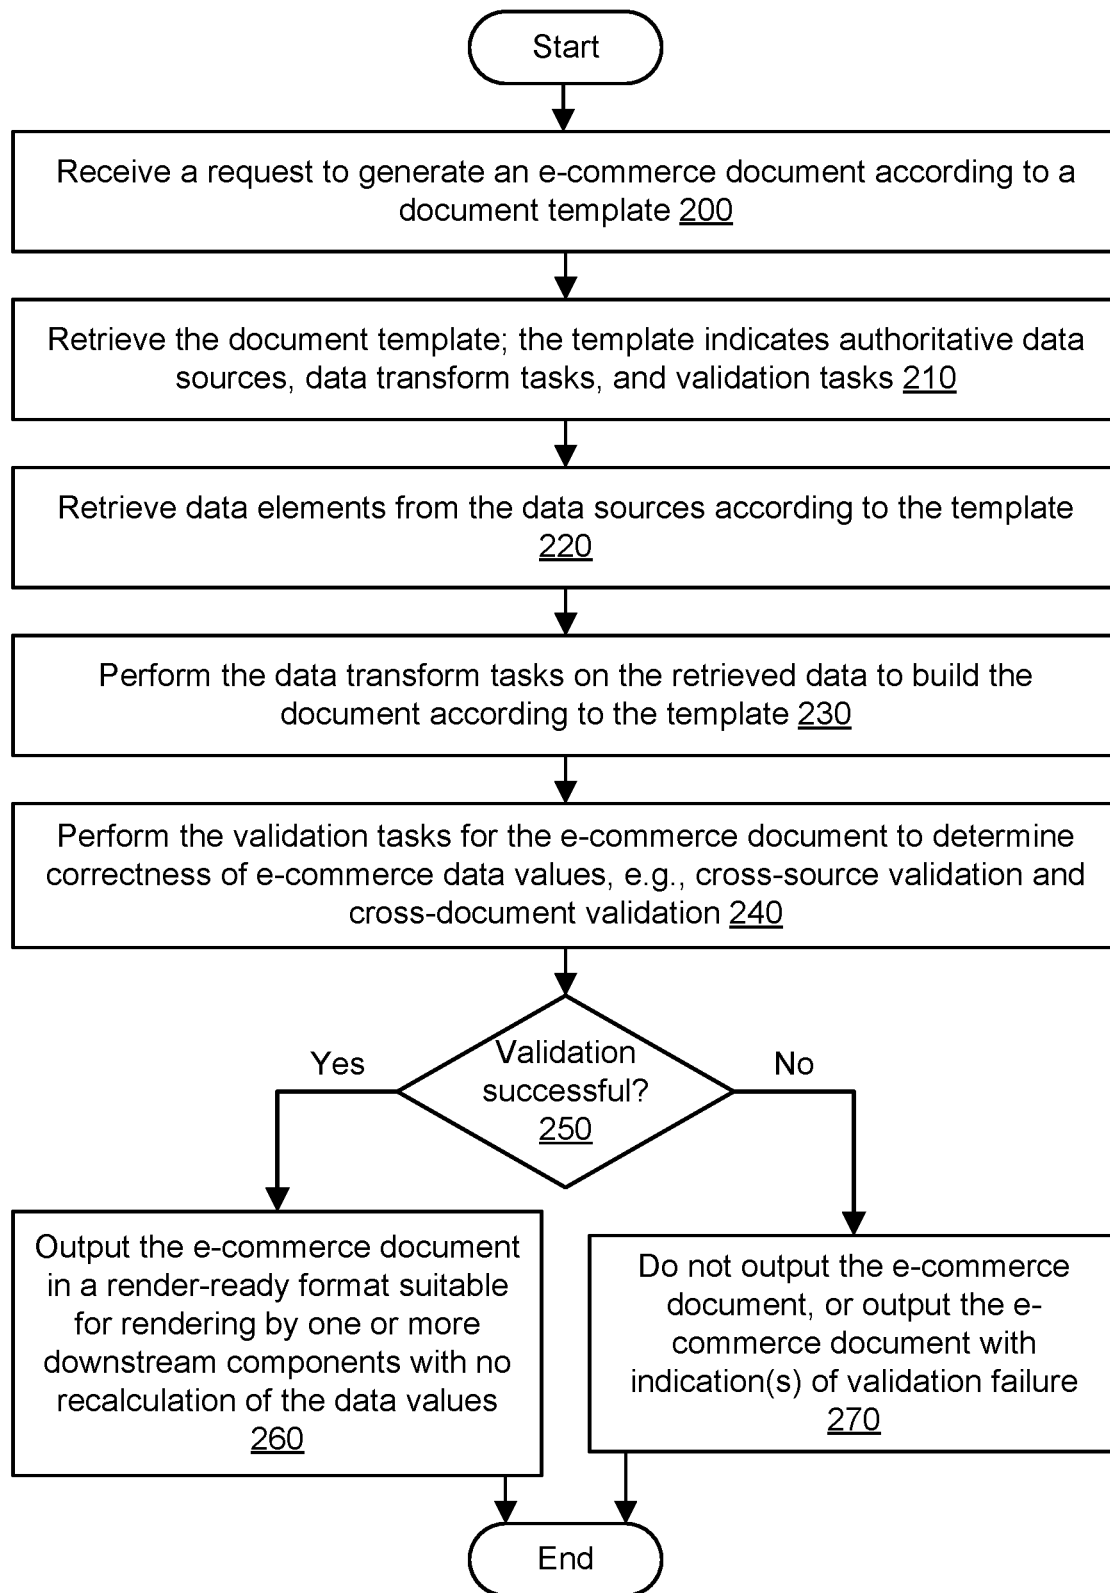 Start
Receive a request to generate an e-commerce document according to a
document template 200
Retrieve the document template; the template indicates authoritative data
sources, data transform tasks, and validation tasks 210
Retrieve data elements from the data sources according to the template
220
Perform the data transform tasks on the retrieved data to build the
document according to the template 230
Perform the validation tasks for the e-commerce document to determine
correctness of e-commerce data values, e.g., cross-source validation and
cross-document validation 240
Validation
successful?
250
Yes
No
Output the e-commerce document
in a render-ready format suitable
for rendering by one or more
downstream components with no
recalculation of the data values
260
Do not output the e-commerce
document, or output the e-
commerce document with
indication(s) of validation failure
270
End